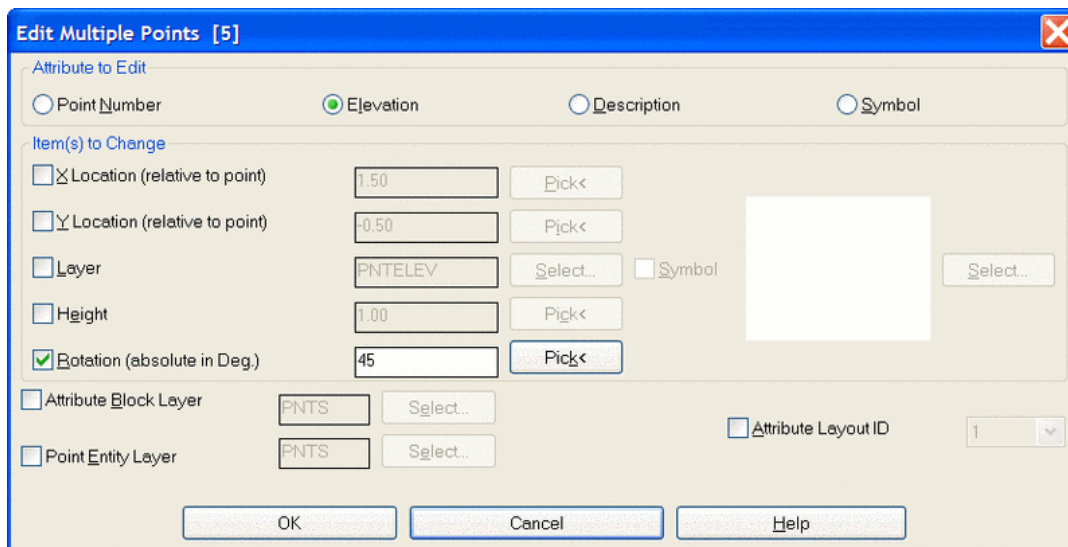 Edit Multiple Points [5]
Attribute to Edit
Point Number Elevation Description Symbol
Item(s) to Change
X Location (relative to point) 1.50 Pick<
Y Location (relative to point) -0.50 Pick<
Layer PNTELEV Select... Symbol Select...
Height 1.00 Pick<
Rotation (absolute in Deg.) 45 Pick<
Attribute Block Layer PNTS Select...
Attribute Layout ID 1
Point Entity Layer PNTS Select...
OK Cancel Help